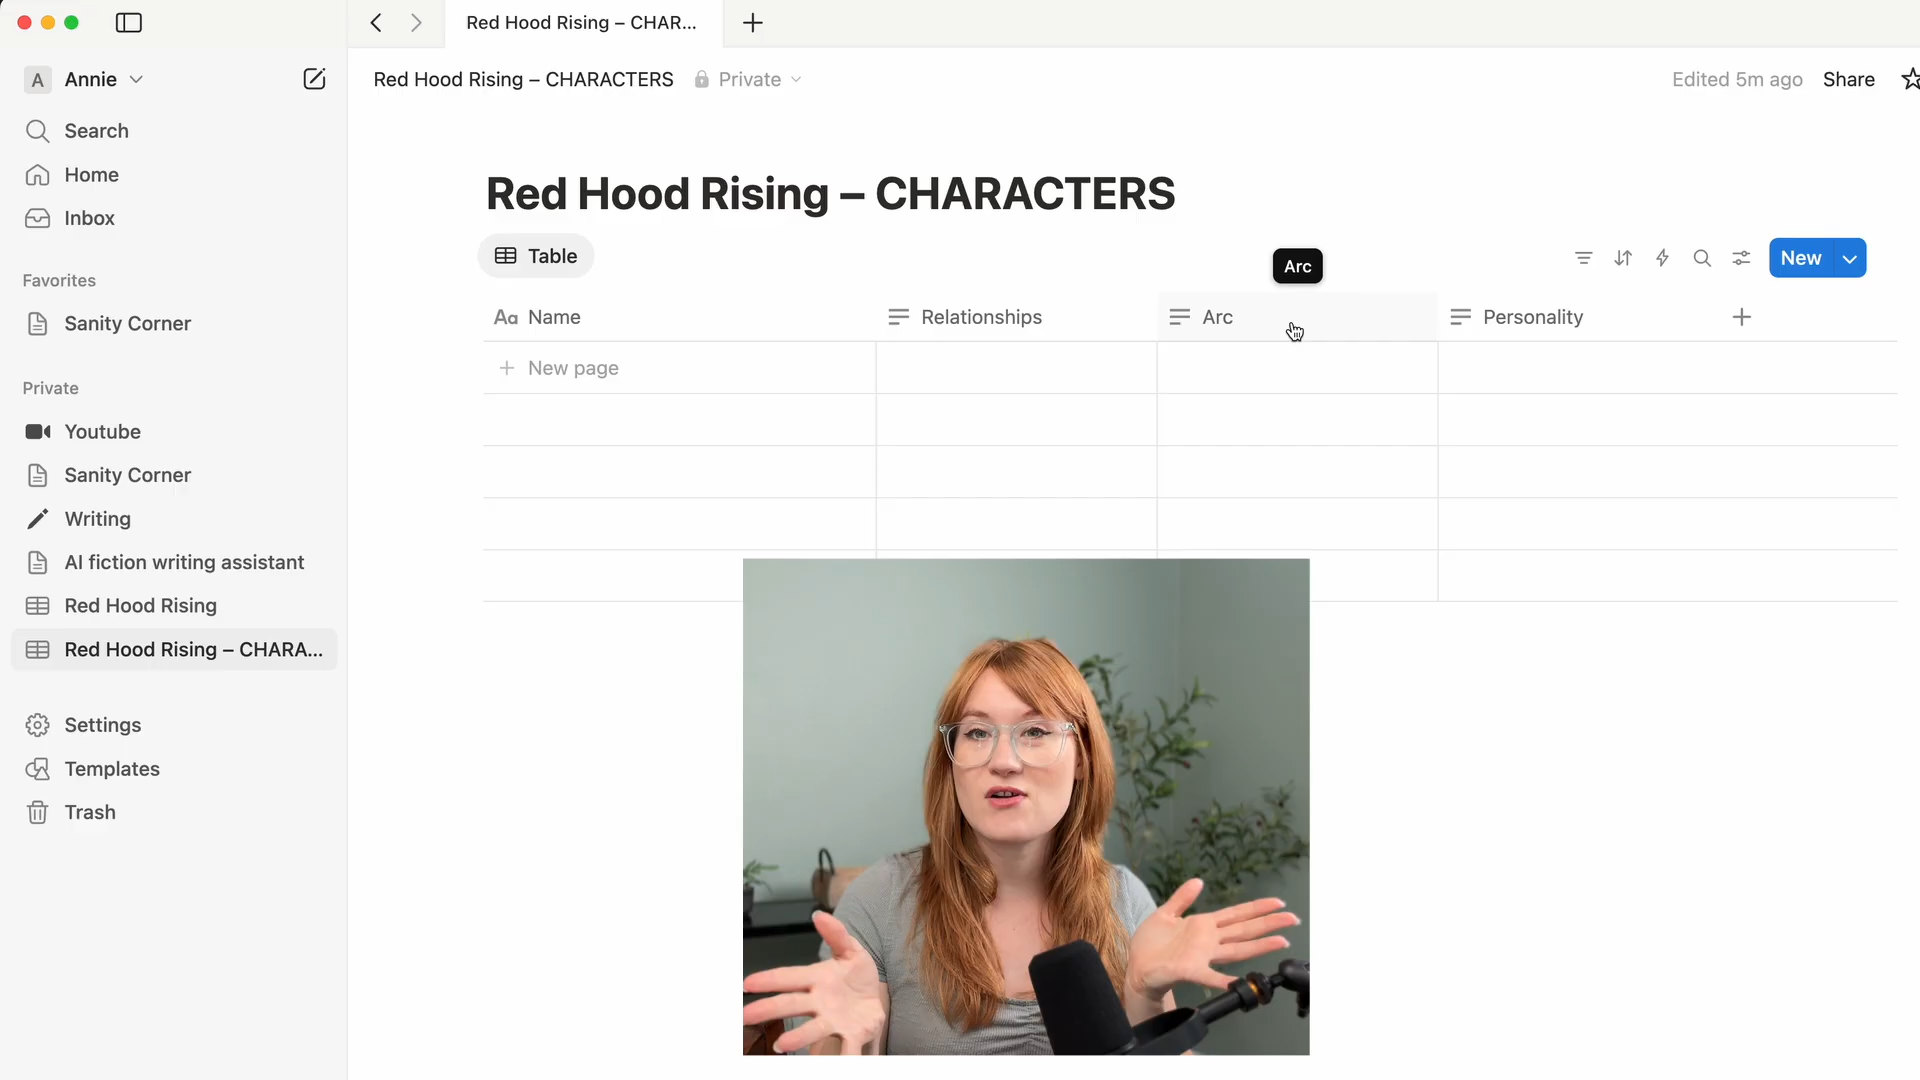 Red Hood Rising – CHAR...
A Annie
Red Hood Rising – CHARACTERS Private
Edited 5m ago Share
Search
Home
Inbox
Favorites
Sanity Corner
Private
Youtube
Sanity Corner
Writing
AI fiction writing assistant
Red Hood Rising
Red Hood Rising – CHARA...
Settings
Templates
Trash
Red Hood Rising – CHARACTERS
Table
Arc
New
Aa Name Relationships Arc Personality
New page